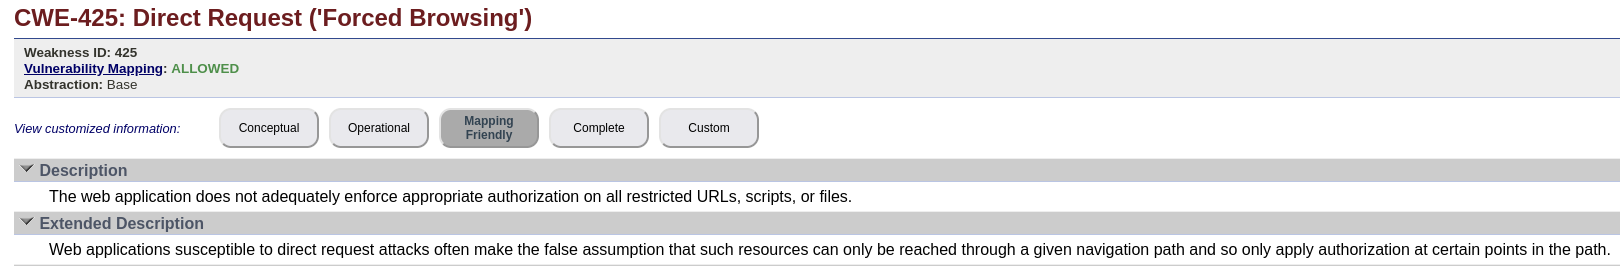 CWE-425: Direct Request ('Forced Browsing')
Weakness ID: 425
Vulnerability Mapping: ALLOWED
Abstraction: Base
View customized information: Conceptual Operational Mapping Friendly Complete Custom
Description
The web application does not adequately enforce appropriate authorization on all restricted URLs, scripts, or files.
Extended Description
Web applications susceptible to direct request attacks often make the false assumption that such resources can only be reached through a given navigation path and so only apply authorization at certain points in the path.